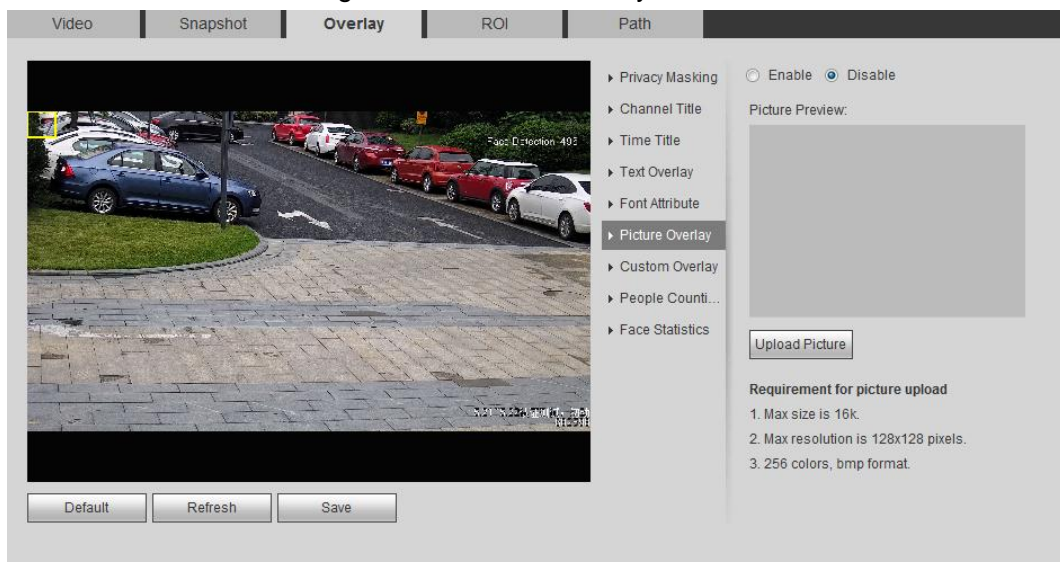 Video Snapshot Overlay ROI Path
Privacy Masking
Channel Title
Time Title
Text Overlay
Font Attribute
Picture Overlay
Custom Overlay
People Counti...
Face Statistics
Enable Disable
Picture Preview:
Upload Picture
Requirement for picture upload
1. Max size is 16k.
2. Max resolution is 128x128 pixels.
3. 256 colors, bmp format.
Face Detection
Default Refresh Save